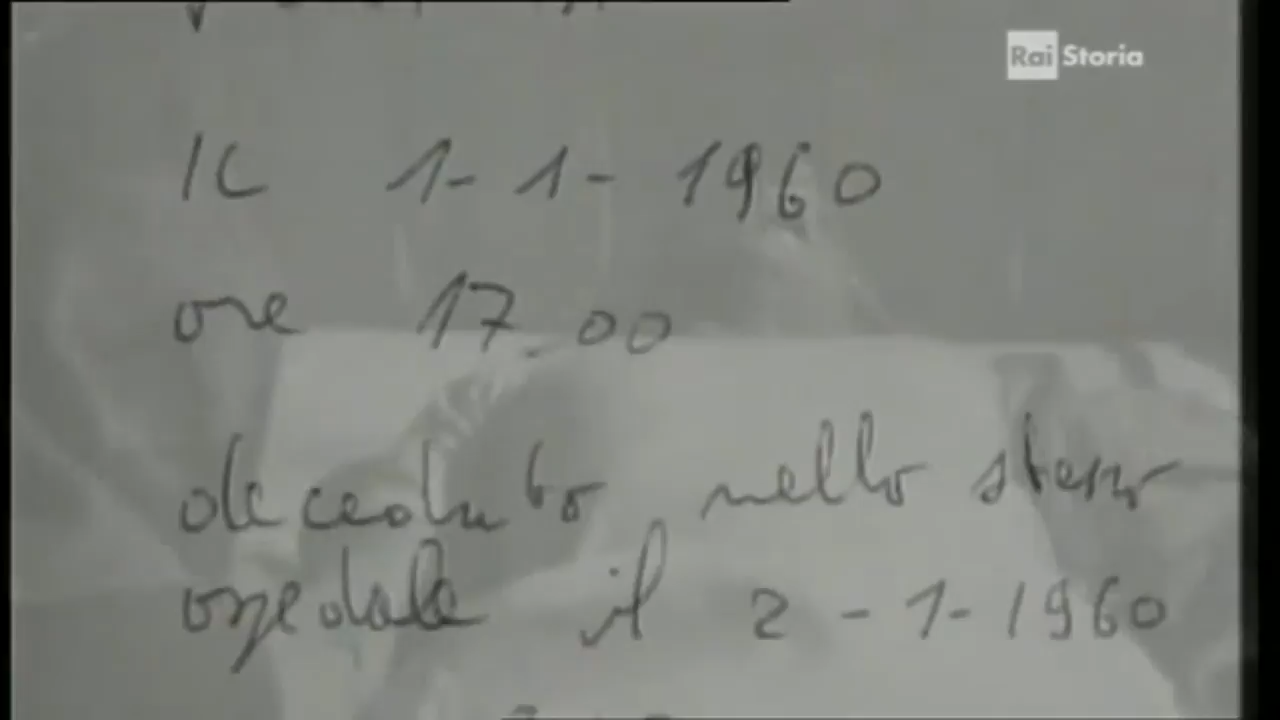 Rai Storia
Il 1-1-1960
ore 17.00
deceduto nello stesso
ospedale il 2-1-1960